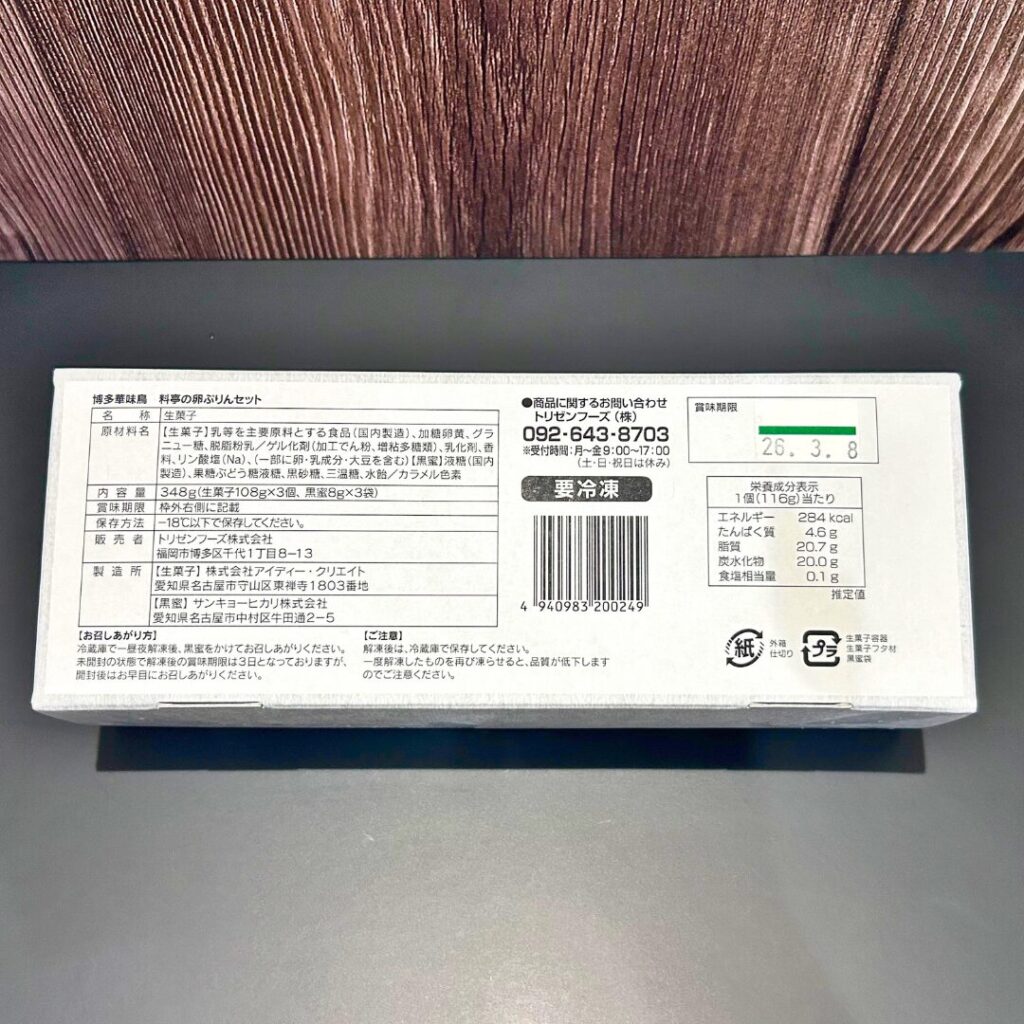 博多華味鳥 料亭の卵ぷりんセット
名称 生菓子
原材料名 【生菓子】乳等を主要原料とする食品(国内製造)、加糖卵黄、グラ
ニュー糖、脱脂粉乳／ゲル化剤(加工でん粉、増粘多糖類)、乳化剤、香
料、リン酸塩(Na)、(一部に卵・乳成分・大豆を含む)【黒蜜】液糖(国内
製造)、果糖ぶどう糖液糖、黒砂糖、三温糖、水飴／カラメル色素
内容量 348g(生菓子108g×3個、黒蜜8g×3袋)
賞味期限 枠外右側に記載
保存方法 −18℃以下で保存してください。
販売者 トリゼンフーズ株式会社
福岡市博多区千代1丁目8−13
製造所 【生菓子】株式会社アイディー・クリエイト
愛知県名古屋市守山区東禅寺1803番地
【黒蜜】サンキョーヒカリ株式会社
愛知県名古屋市中村区牛田通2−5
【お召しあがり方】
冷蔵庫で一昼夜解凍後、黒蜜をかけてお召しあがりください。
未開封の状態で解凍後の賞味期限は3日となっておりますが、
開封後はお早目にお召しあがりください。
【ご注意】
解凍後は、冷蔵庫で保存してください。
一度解凍したものを再び凍らせると、品質が低下します
のでご注意ください。
●商品に関するお問い合わせ
トリゼンフーズ(株)
092-643-8703
※受付時間:月〜金9:00〜17:00
(土・日・祝日は休み)
要冷凍
4 940983 200249
賞味期限
26.3.8
栄養成分表示
1個(116g)当たり
エネルギー 284kcal
たんぱく質 4.6g
脂質 20.7g
炭水化物 20.0g
食塩相当量 0.1g
推定値
紙 外箱
仕切り
プラ 生菓子容器
生菓子フタ材
黒蜜袋